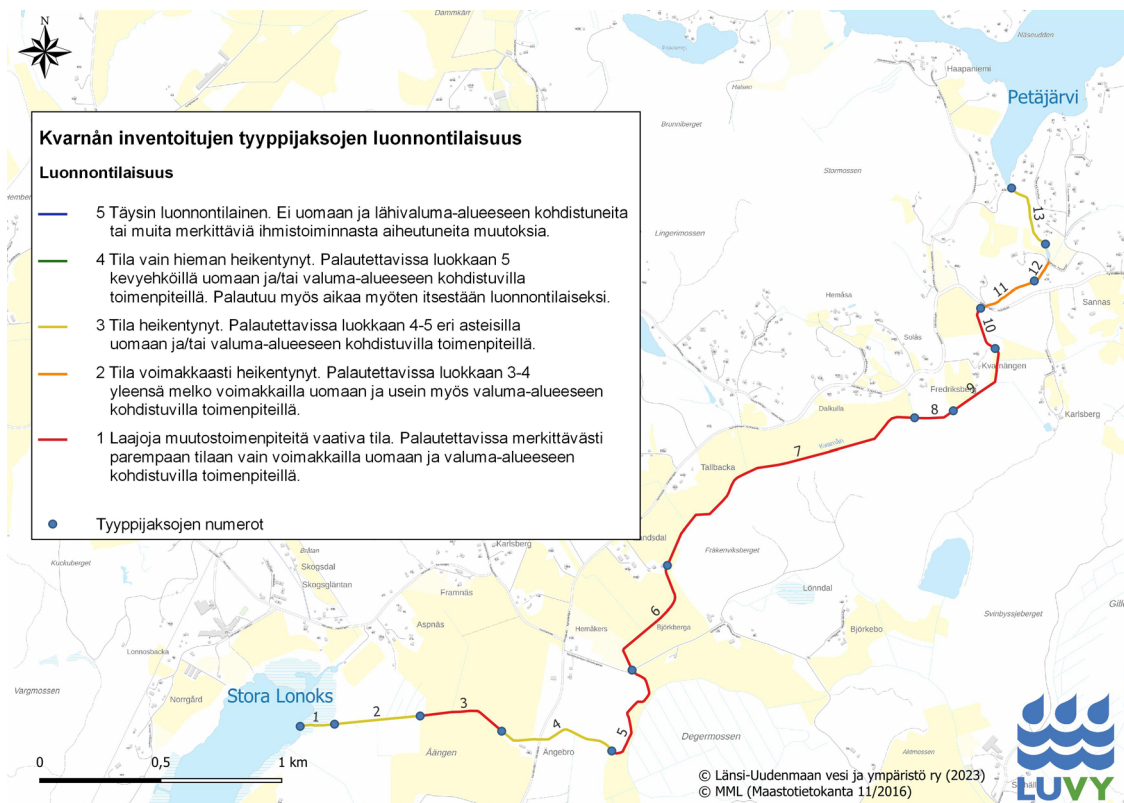 N
Dammkärr
Näseudden
Haapaniemi
Halsio
Petäjärvi
Brunniberget
Stormossen
Lingerimossen
Kvarnån inventoitujen tyyppijaksojen luonnontilaisuus
Luonnontilaisuus
5 Täysin luonnontilainen. Ei uomaan ja lähivaluma-alueeseen kohdistuneita
tai muita merkittäviä ihmistoiminnasta aiheutuneita muutoksia.
4 Tila vain hieman heikentynyt. Palautettavissa luokkaan 5
kevyehköillä uomaan ja/tai valuma-alueeseen kohdistuvilla
toimenpiteillä. Palautuu myös aikaa myöten itsestään luonnontilaiseksi.
3 Tila heikentynyt. Palautettavissa luokkaan 4-5 eri asteisilla
uomaan ja/tai valuma-alueeseen kohdistuvilla toimenpiteillä.
2 Tila voimakkaasti heikentynyt. Palautettavissa luokkaan 3-4
yleensä melko voimakkailla uomaan ja usein myös valuma-alueeseen
kohdistuvilla toimenpiteillä.
1 Laajoja muutostoimenpiteitä vaativa tila. Palautettavissa merkittävästi
parempaan tilaan vain voimakkailla uomaan ja valuma-alueeseen
kohdistuvilla toimenpiteillä.
Tyyppijaksojen numerot
13
12
11
Sannas
Hemåsa
10
Solås
Kvarnängen
Fredriksberg
9
Karlsberg
Dalkulla
8
Kvarnån
7
Tallbacka
Kuckuberget
Bråtan
Karlsberg
Fräkenviksberget
Skogsdal
Skogsgläntan
Framnäs
Lönndal
Svinbyssjeberget
6
Aspnäs
Hemåkers
Björkberga
Björkebo
Lonnosbacka
Vargmossen
Norrgård
Stora Lonoks
1
2
3
4
5
Degermossen
Åängen
Ängebro
0
0,5
1 km
© Länsi-Uudenmaan vesi ja ympäristö ry (2023)
© MML (Maastotietokanta 11/2016)
LUVY